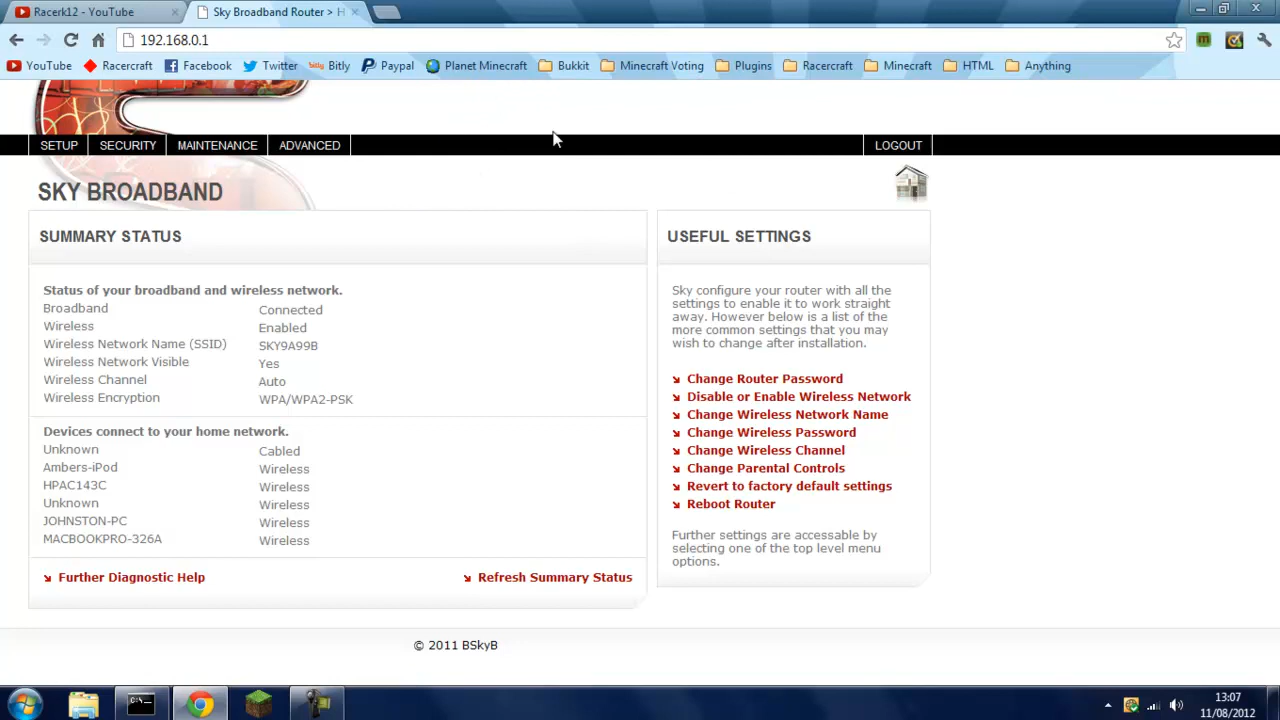 Racerk12 - YouTube
Sky Broadband Router > H
192.168.0.1
YouTube Racercraft Facebook Twitter bitly Bitly Paypal Planet Minecraft Bukkit Minecraft Voting Plugins Racercraft Minecraft HTML Anything
SETUP SECURITY MAINTENANCE ADVANCED LOGOUT
SKY BROADBAND
SUMMARY STATUS
Status of your broadband and wireless network.
Broadband Connected
Wireless Enabled
Wireless Network Name (SSID) SKY9A99B
Wireless Network Visible Yes
Wireless Channel Auto
Wireless Encryption WPA/WPA2-PSK
Devices connect to your home network.
Unknown Cabled
Ambers-iPod Wireless
HPAC143C Wireless
Unknown Wireless
JOHNSTON-PC Wireless
MACBOOKPRO-326A Wireless
Further Diagnostic Help Refresh Summary Status
USEFUL SETTINGS
Sky configure your router with all the
settings to enable it to work straight
away. However below is a list of the
more common settings that you may
wish to change after installation.
Change Router Password
Disable or Enable Wireless Network
Change Wireless Network Name
Change Wireless Password
Change Wireless Channel
Change Parental Controls
Revert to factory default settings
Reboot Router
Further settings are accessable by
selecting one of the top level menu
options.
© 2011 BSkyB
C:\_
13:07
11/08/2012